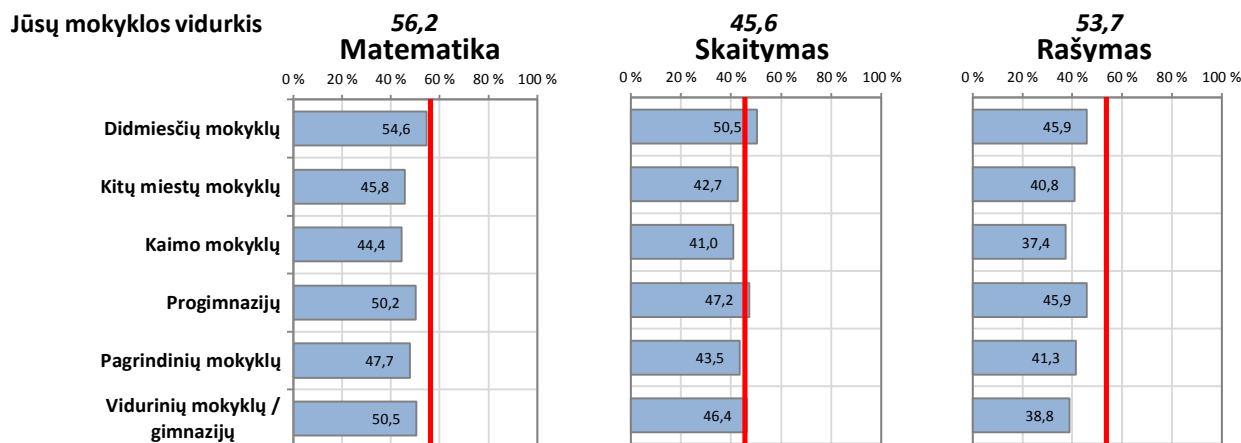 Jūsų mokyklos vidurkis
56,2
45,6
53,7
Matematika
Skaitymas
Rašymas
0 % 20 % 40 % 60 % 80 % 100 %
0 % 20 % 40 % 60 % 80 % 100 %
0 % 20 % 40 % 60 % 80 % 100 %
Didmiesčių mokyklų
54,6
50,5
45,9
Kitų miestų mokyklų
45,8
42,7
40,8
Kaimo mokyklų
44,4
41,0
37,4
Progimnazijų
50,2
47,2
45,9
Pagrindinių mokyklų
47,7
43,5
41,3
Vidurinių mokyklų /
gimnazijų
50,5
46,4
38,8